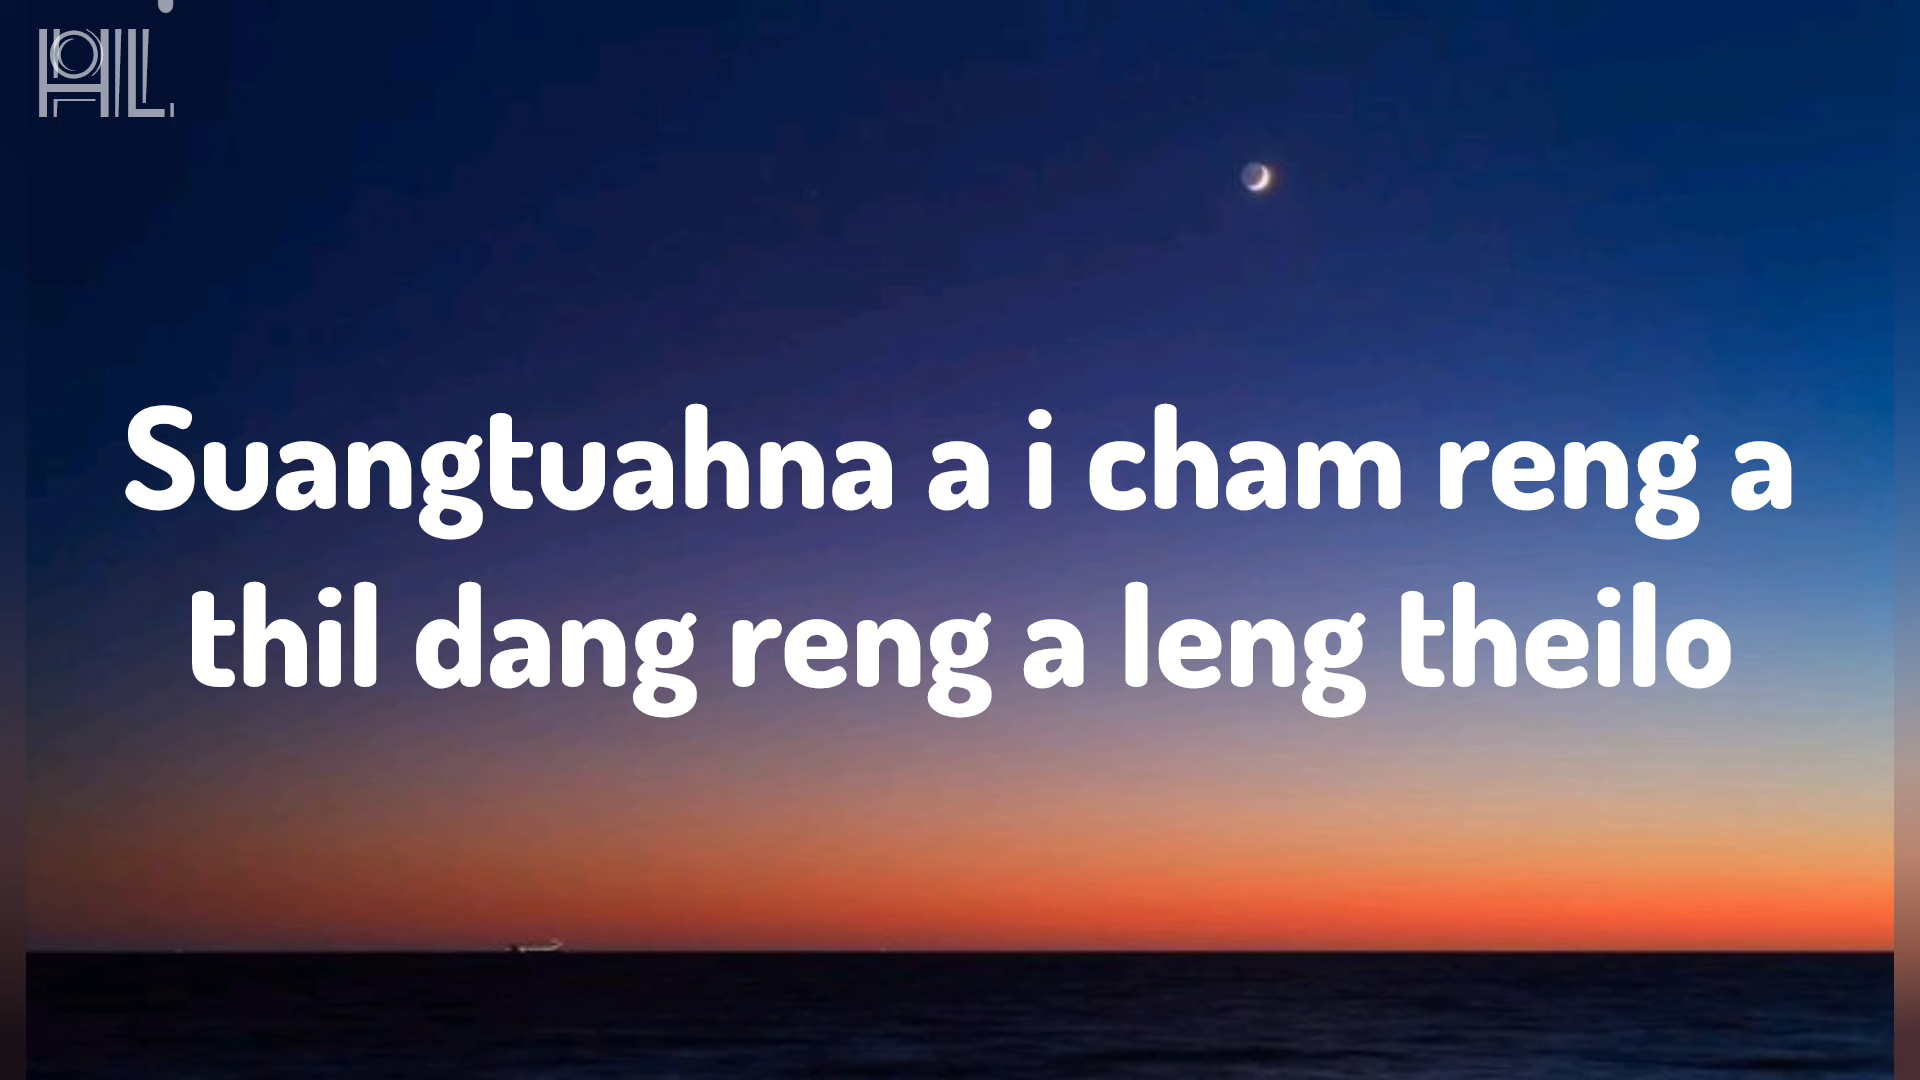 Suangtuahna a i cham reng a
thil dang reng a leng theilo